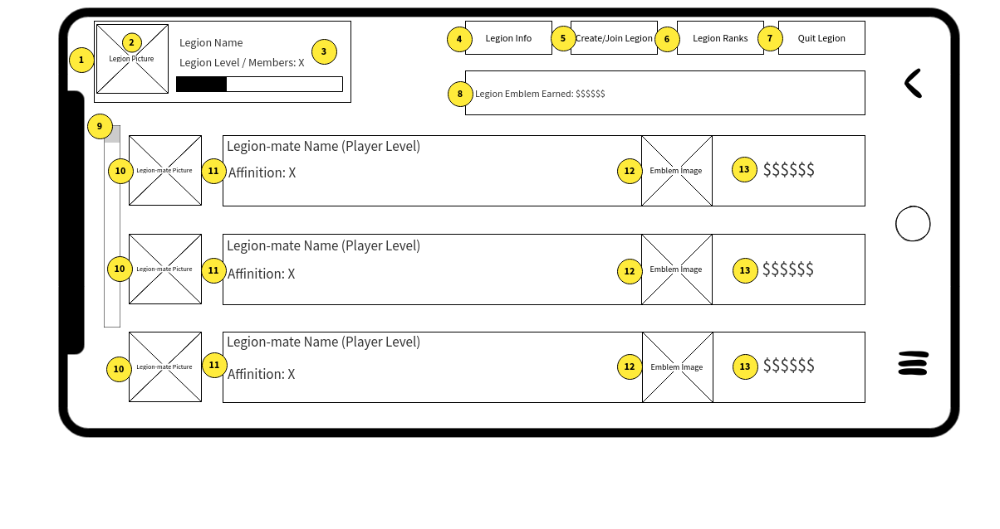 1
2
Legion Picture
Legion Name
Legion Level / Members: X
3
4
Legion Info
5
Create/Join Legion
6
Legion Ranks
7
Quit Legion
8
Legion Emblem Earned: $$$$$$
9
10
Legion-mate Picture
11
Legion-mate Name (Player Level)
Affinition: X
12
Emblem Image
13
$$$$$$
10
Legion-mate Picture
11
Legion-mate Name (Player Level)
Affinition: X
12
Emblem Image
13
$$$$$$
10
Legion-mate Picture
11
Legion-mate Name (Player Level)
Affinition: X
12
Emblem Image
13
$$$$$$